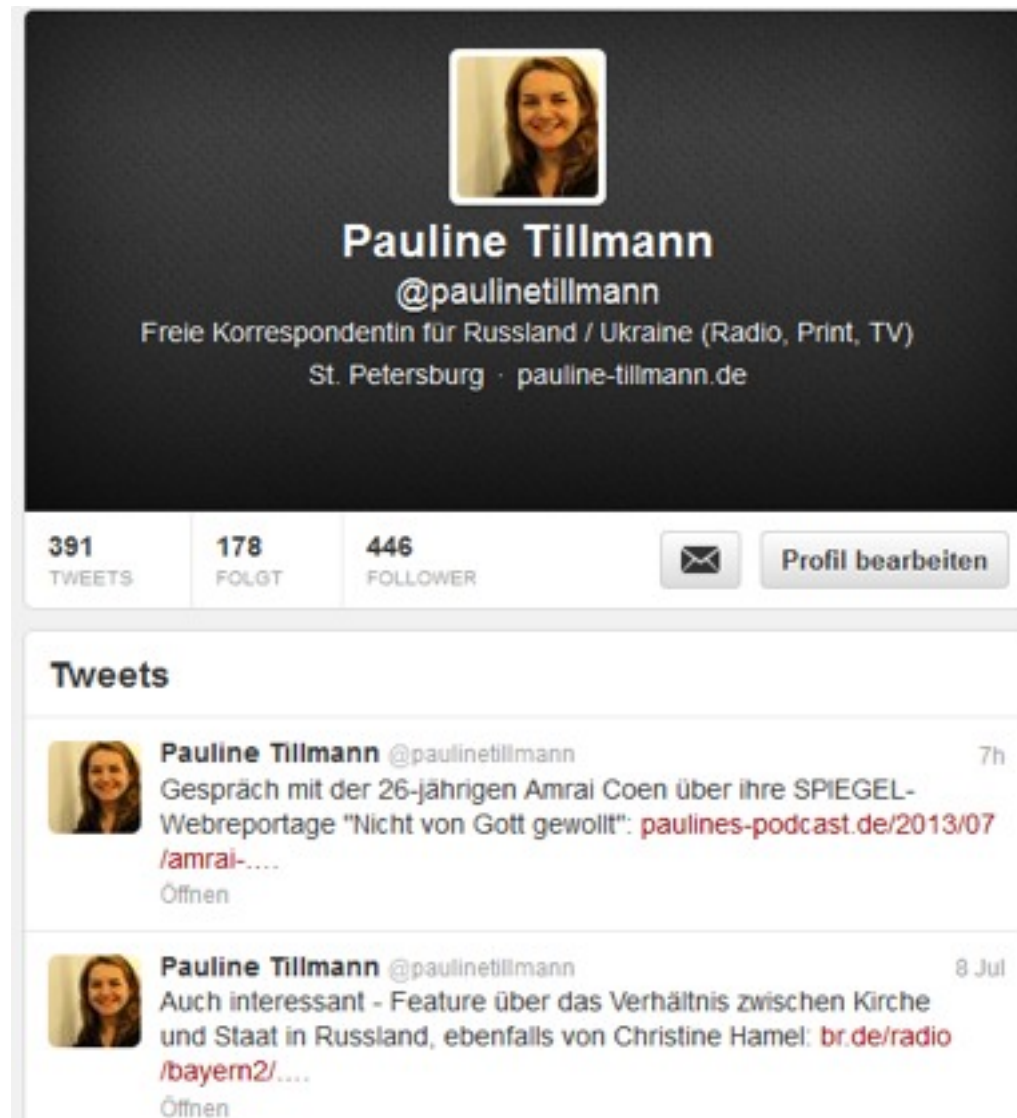 Pauline Tillmann
@paulinetillmann
Freie Korrespondentin für Russland / Ukraine (Radio, Print, TV)
St. Petersburg · pauline-tillmann.de
391
TWEETS
178
FOLGT
446
FOLLOWER
Profil bearbeiten
Tweets
Pauline Tillmann @paulinetillmann 7h
Gespräch mit der 26-jährigen Amrai Coen über ihre SPIEGEL-
Webreportage "Nicht von Gott gewollt": paulines-podcast.de/2013/07
/amrai-....
Öffnen
Pauline Tillmann @paulinetillmann 8 Jul
Auch interessant - Feature über das Verhältnis zwischen Kirche
und Staat in Russland, ebenfalls von Christine Hamel: br.de/radio
/bayern2/....
Öffnen